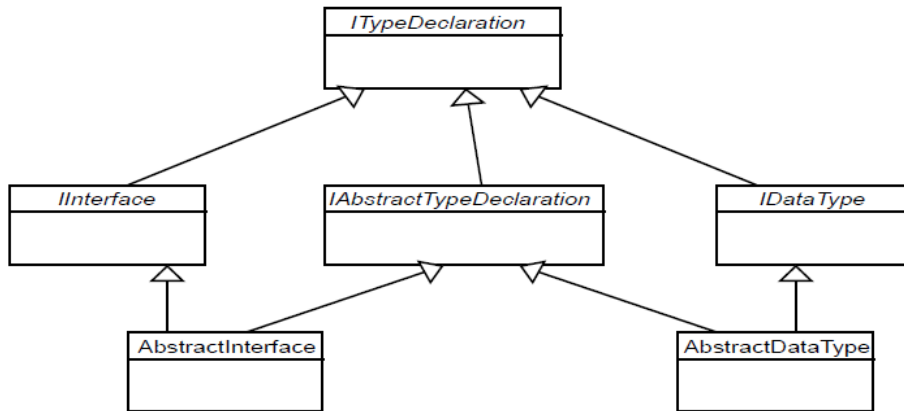 ITypeDeclaration
IInterface
IAbstractTypeDeclaration
IDataType
AbstractInterface
AbstractDataType